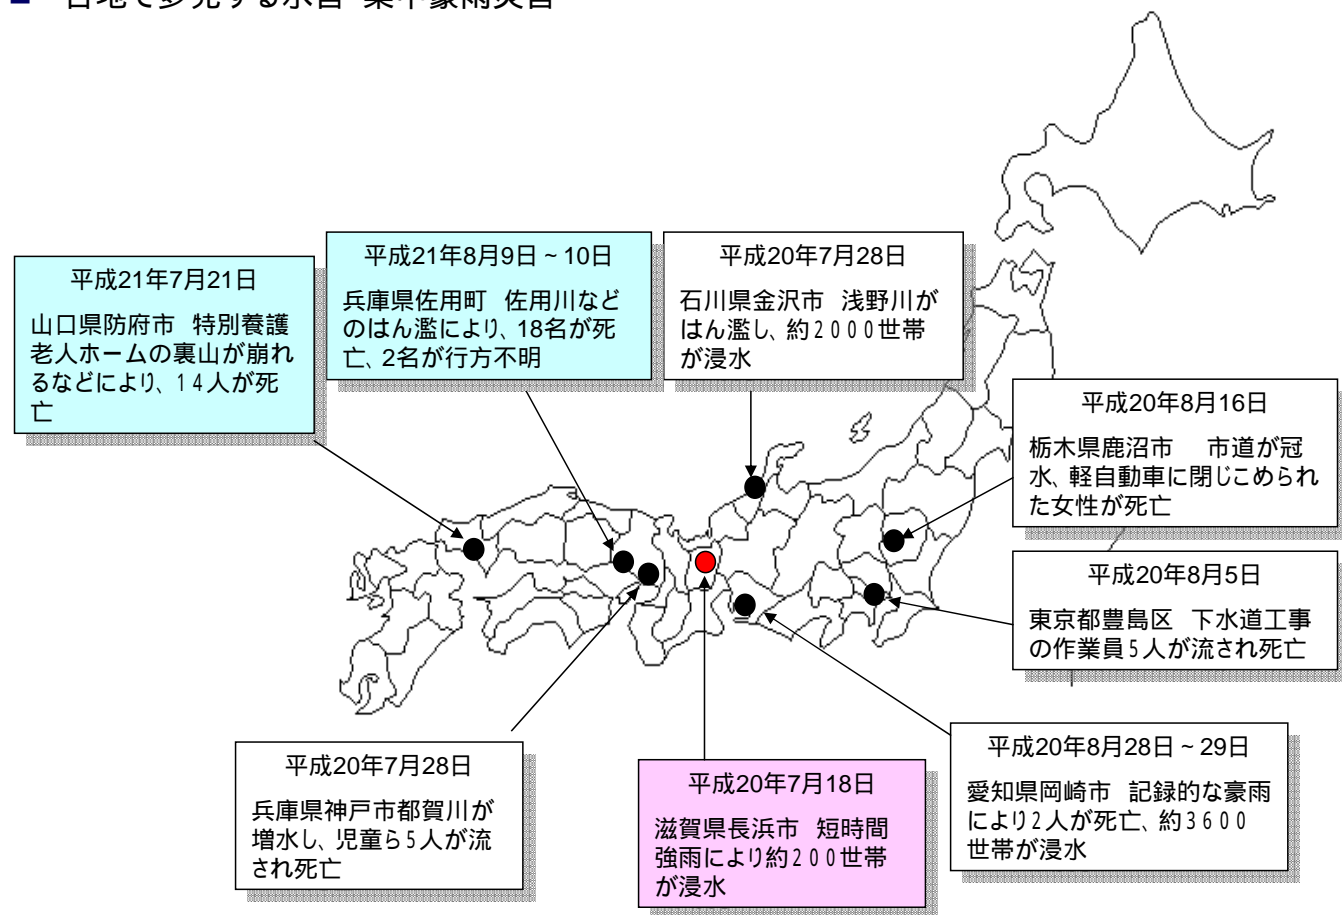 ■ 各地で多発する水害 集中豪雨災害
平成21年7月21日
山口県防府市 特別養護
老人ホームの裏山が崩れ
るなどにより、14人が死
亡
平成21年8月9日~10日
兵庫県佐用町 佐用川など
のはん濫により、18名が死
亡、2名が行方不明
平成20年7月28日
石川県金沢市 浅野川が
はん濫し、約2000世帯
が浸水
平成20年8月16日
栃木県鹿沼市 市道が冠
水、軽自動車に閉じこめられ
た女性が死亡
平成20年8月5日
東京都豊島区 下水道工事
の作業員5人が流され死亡
平成20年7月28日
兵庫県神戸市都賀川が
増水し、児童ら5人が流
され死亡
平成20年7月18日
滋賀県長浜市 短時間
強雨により約200世帯
が浸水
平成20年8月28日~29日
愛知県岡崎市 記録的な豪雨
により2人が死亡、約3600
世帯が浸水